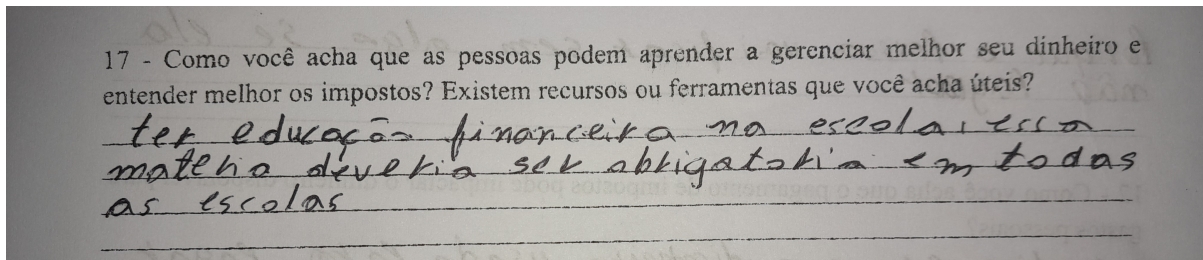 17 - Como você acha que as pessoas podem aprender a gerenciar melhor seu dinheiro e
entender melhor os impostos? Existem recursos ou ferramentas que você acha úteis?
ter educação financeira na escola, essa
materia deveria ser obrigatoria em todas
as escolas